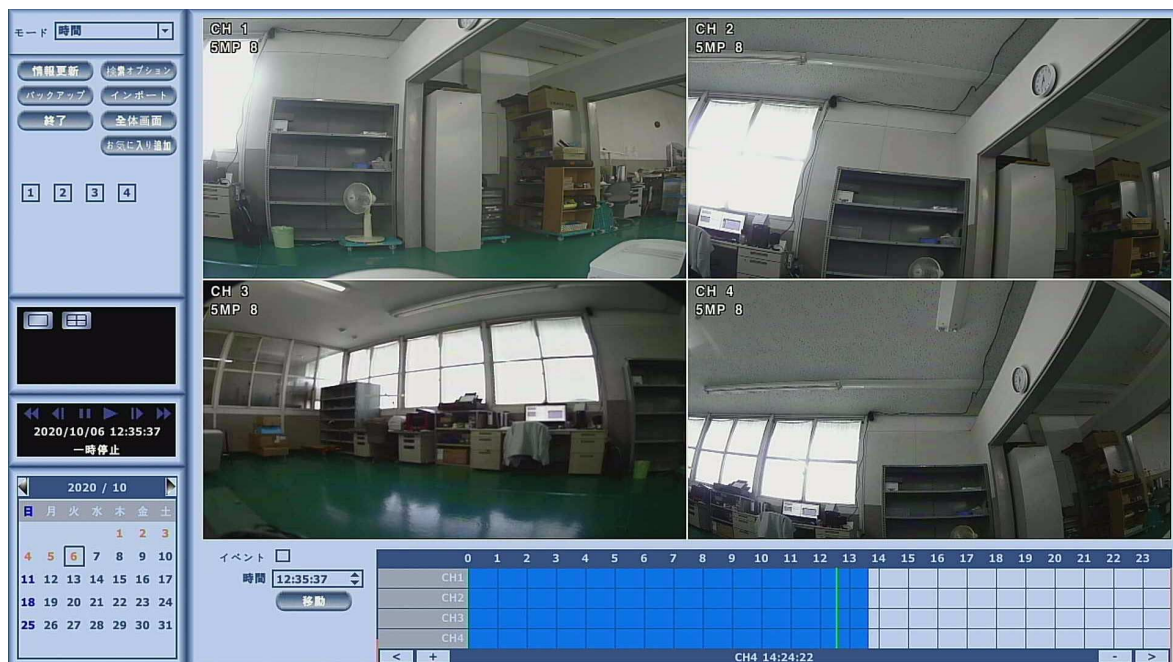 モード 時間
情報更新 検索オプション
バックアップ インポート
終了 全体画面
お気に入り追加
1 2 3 4
2020/10/06 12:35:37
一時停止
2020 / 10
日 月 火 水 木 金 土
1 2 3
4 5 6 7 8 9 10
11 12 13 14 15 16 17
18 19 20 21 22 23 24
25 26 27 28 29 30 31
CH 1
5MP 8
CH 2
5MP 8
CH 3
5MP 8
CH 4
5MP 8
イベント
時間 12:35:37
移動
0 1 2 3 4 5 6 7 8 9 10 11 12 13 14 15 16 17 18 19 20 21 22 23
CH1
CH2
CH3
CH4
< + CH4 14:24:22 - >